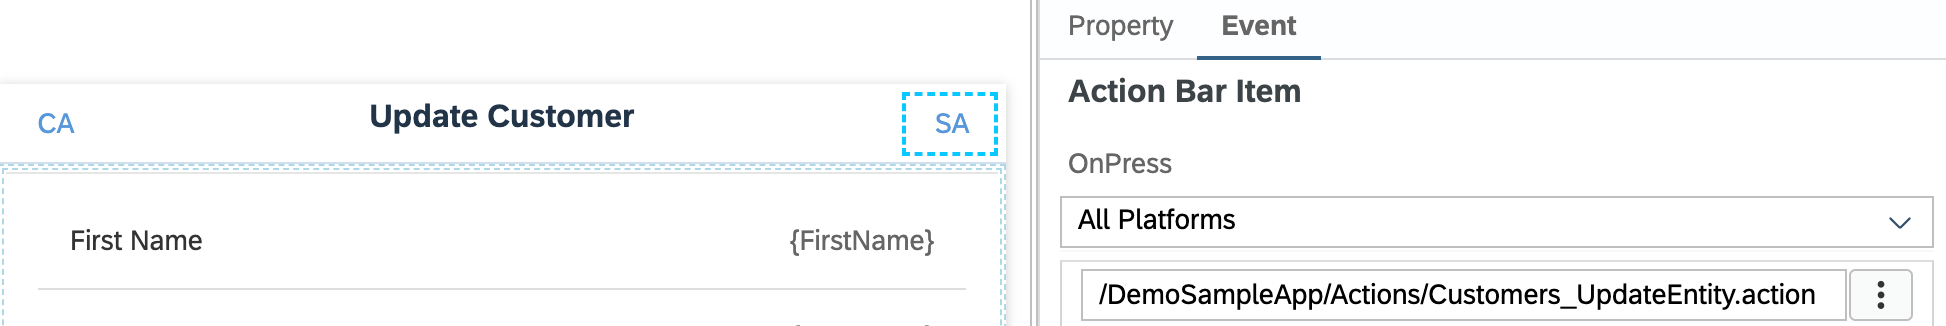 CA
Update Customer
SA
First Name
{FirstName}
Property
Event
Action Bar Item
OnPress
All Platforms
/DemoSampleApp/Actions/Customers_UpdateEntity.action